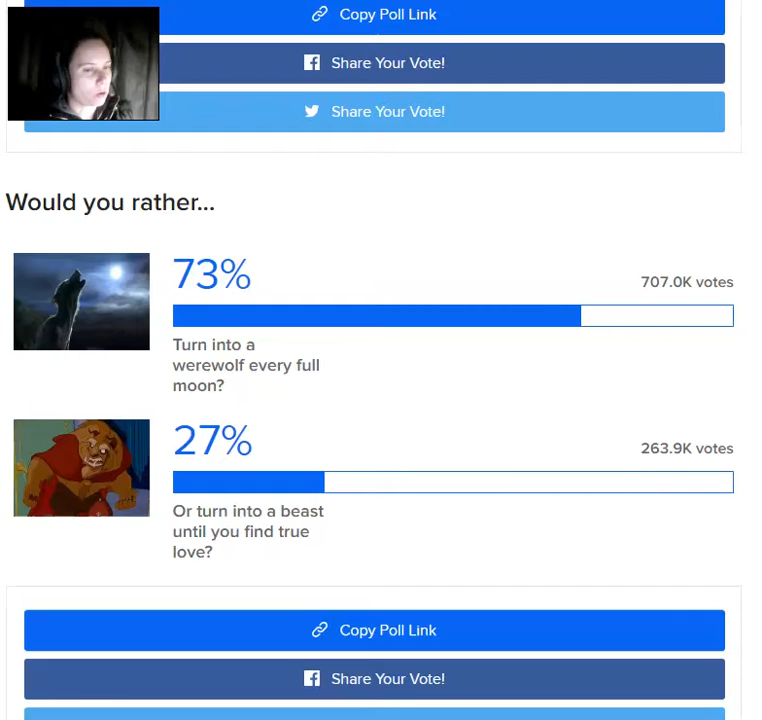 Copy Poll Link
Share Your Vote!
Share Your Vote!
Would you rather...
73%
707.0K votes
Turn into a
werewolf every full
moon?
27%
263.9K votes
Or turn into a beast
until you find true
love?
Copy Poll Link
Share Your Vote!